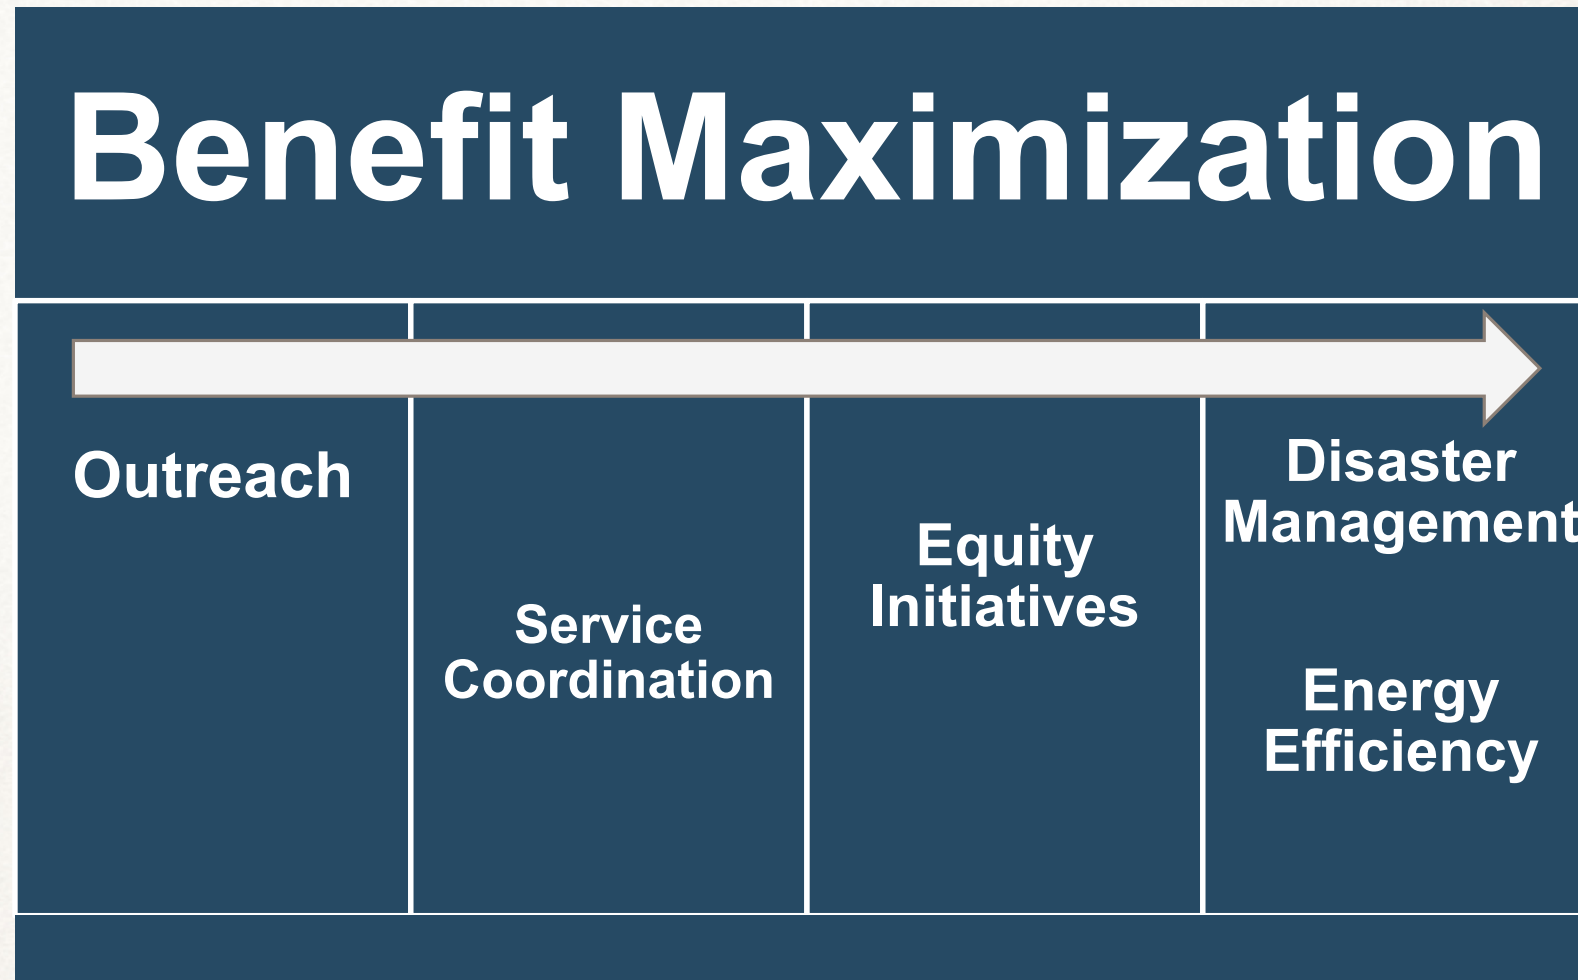 Benefit Maximization
Outreach
Service
Coordination
Equity
Initiatives
Disaster
Management
Energy
Efficiency